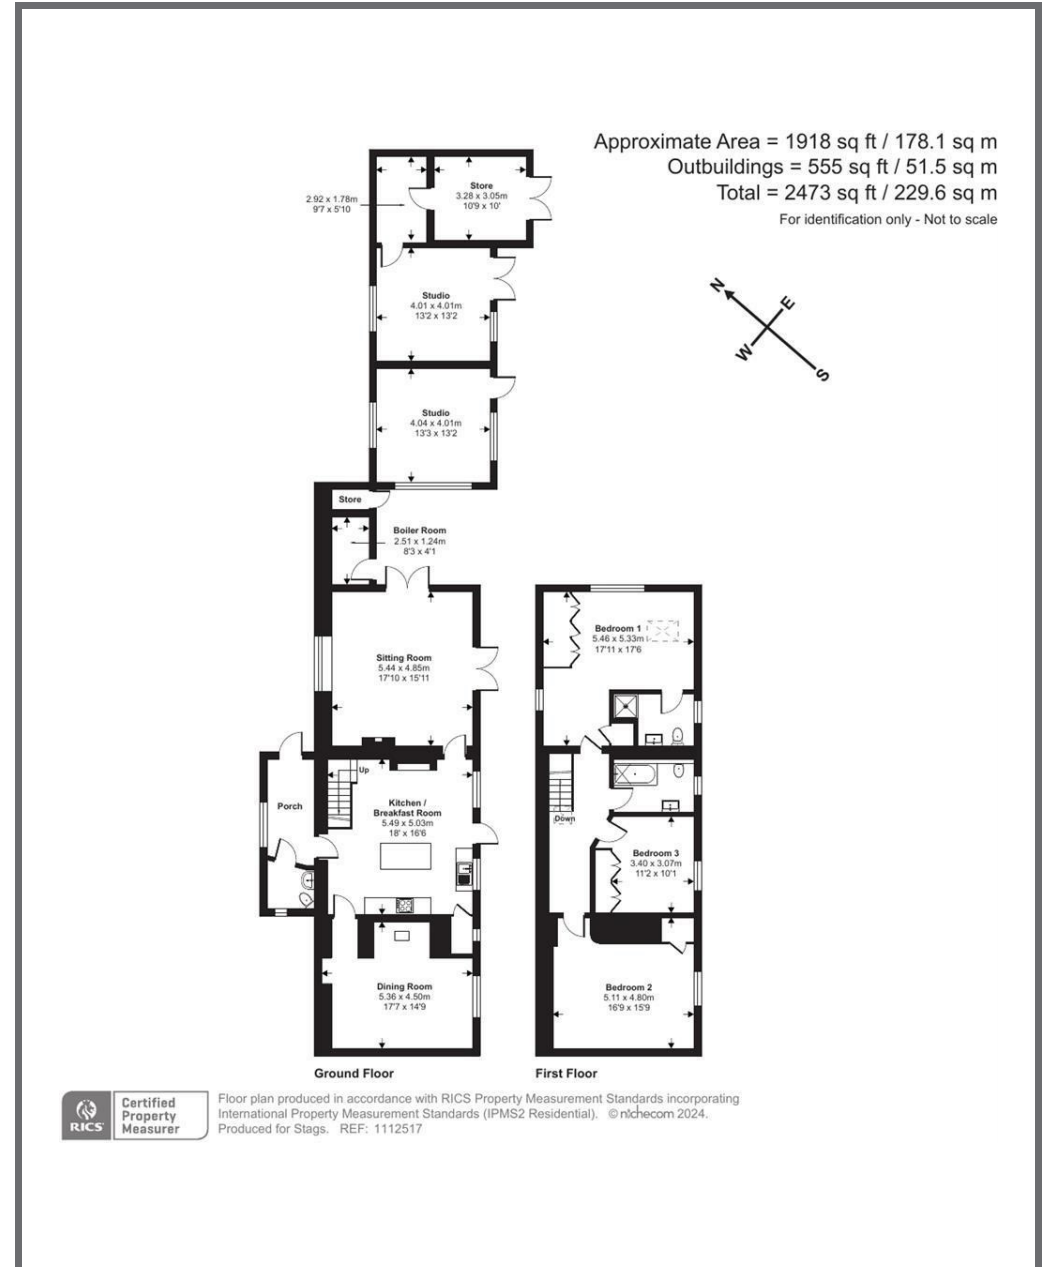 Approximate Area = 1918 sq ft / 178.1 sq m
Outbuildings = 555 sq ft / 51.5 sq m
Total = 2473 sq ft / 229.6 sq m
For identification only - Not to scale
N
E
W
S
2.92 x 1.78m
9'7 x 5'10
Store
3.28 x 3.05m
10'9 x 10'
Studio
4.01 x 4.01m
13'2 x 13'2
Studio
4.04 x 4.01m
13'3 x 13'2
Store
Boiler Room
2.51 x 1.24m
8'3 x 4'1
Sitting Room
5.44 x 4.85m
17'10 x 15'11
Up
Porch
Kitchen /
Breakfast Room
5.49 x 5.03m
18' x 16'6
Dining Room
5.36 x 4.50m
17'7 x 14'9
Ground Floor
Bedroom 1
5.46 x 5.33m
17'11 x 17'6
Down
Bedroom 3
3.40 x 3.07m
11'2 x 10'1
Bedroom 2
5.11 x 4.80m
16'9 x 15'9
First Floor
RICS
Certified
Property
Measurer
Floor plan produced in accordance with RICS Property Measurement Standards incorporating
International Property Measurement Standards (IPMS2 Residential). © nichecom 2024.
Produced for Stags. REF: 1112517